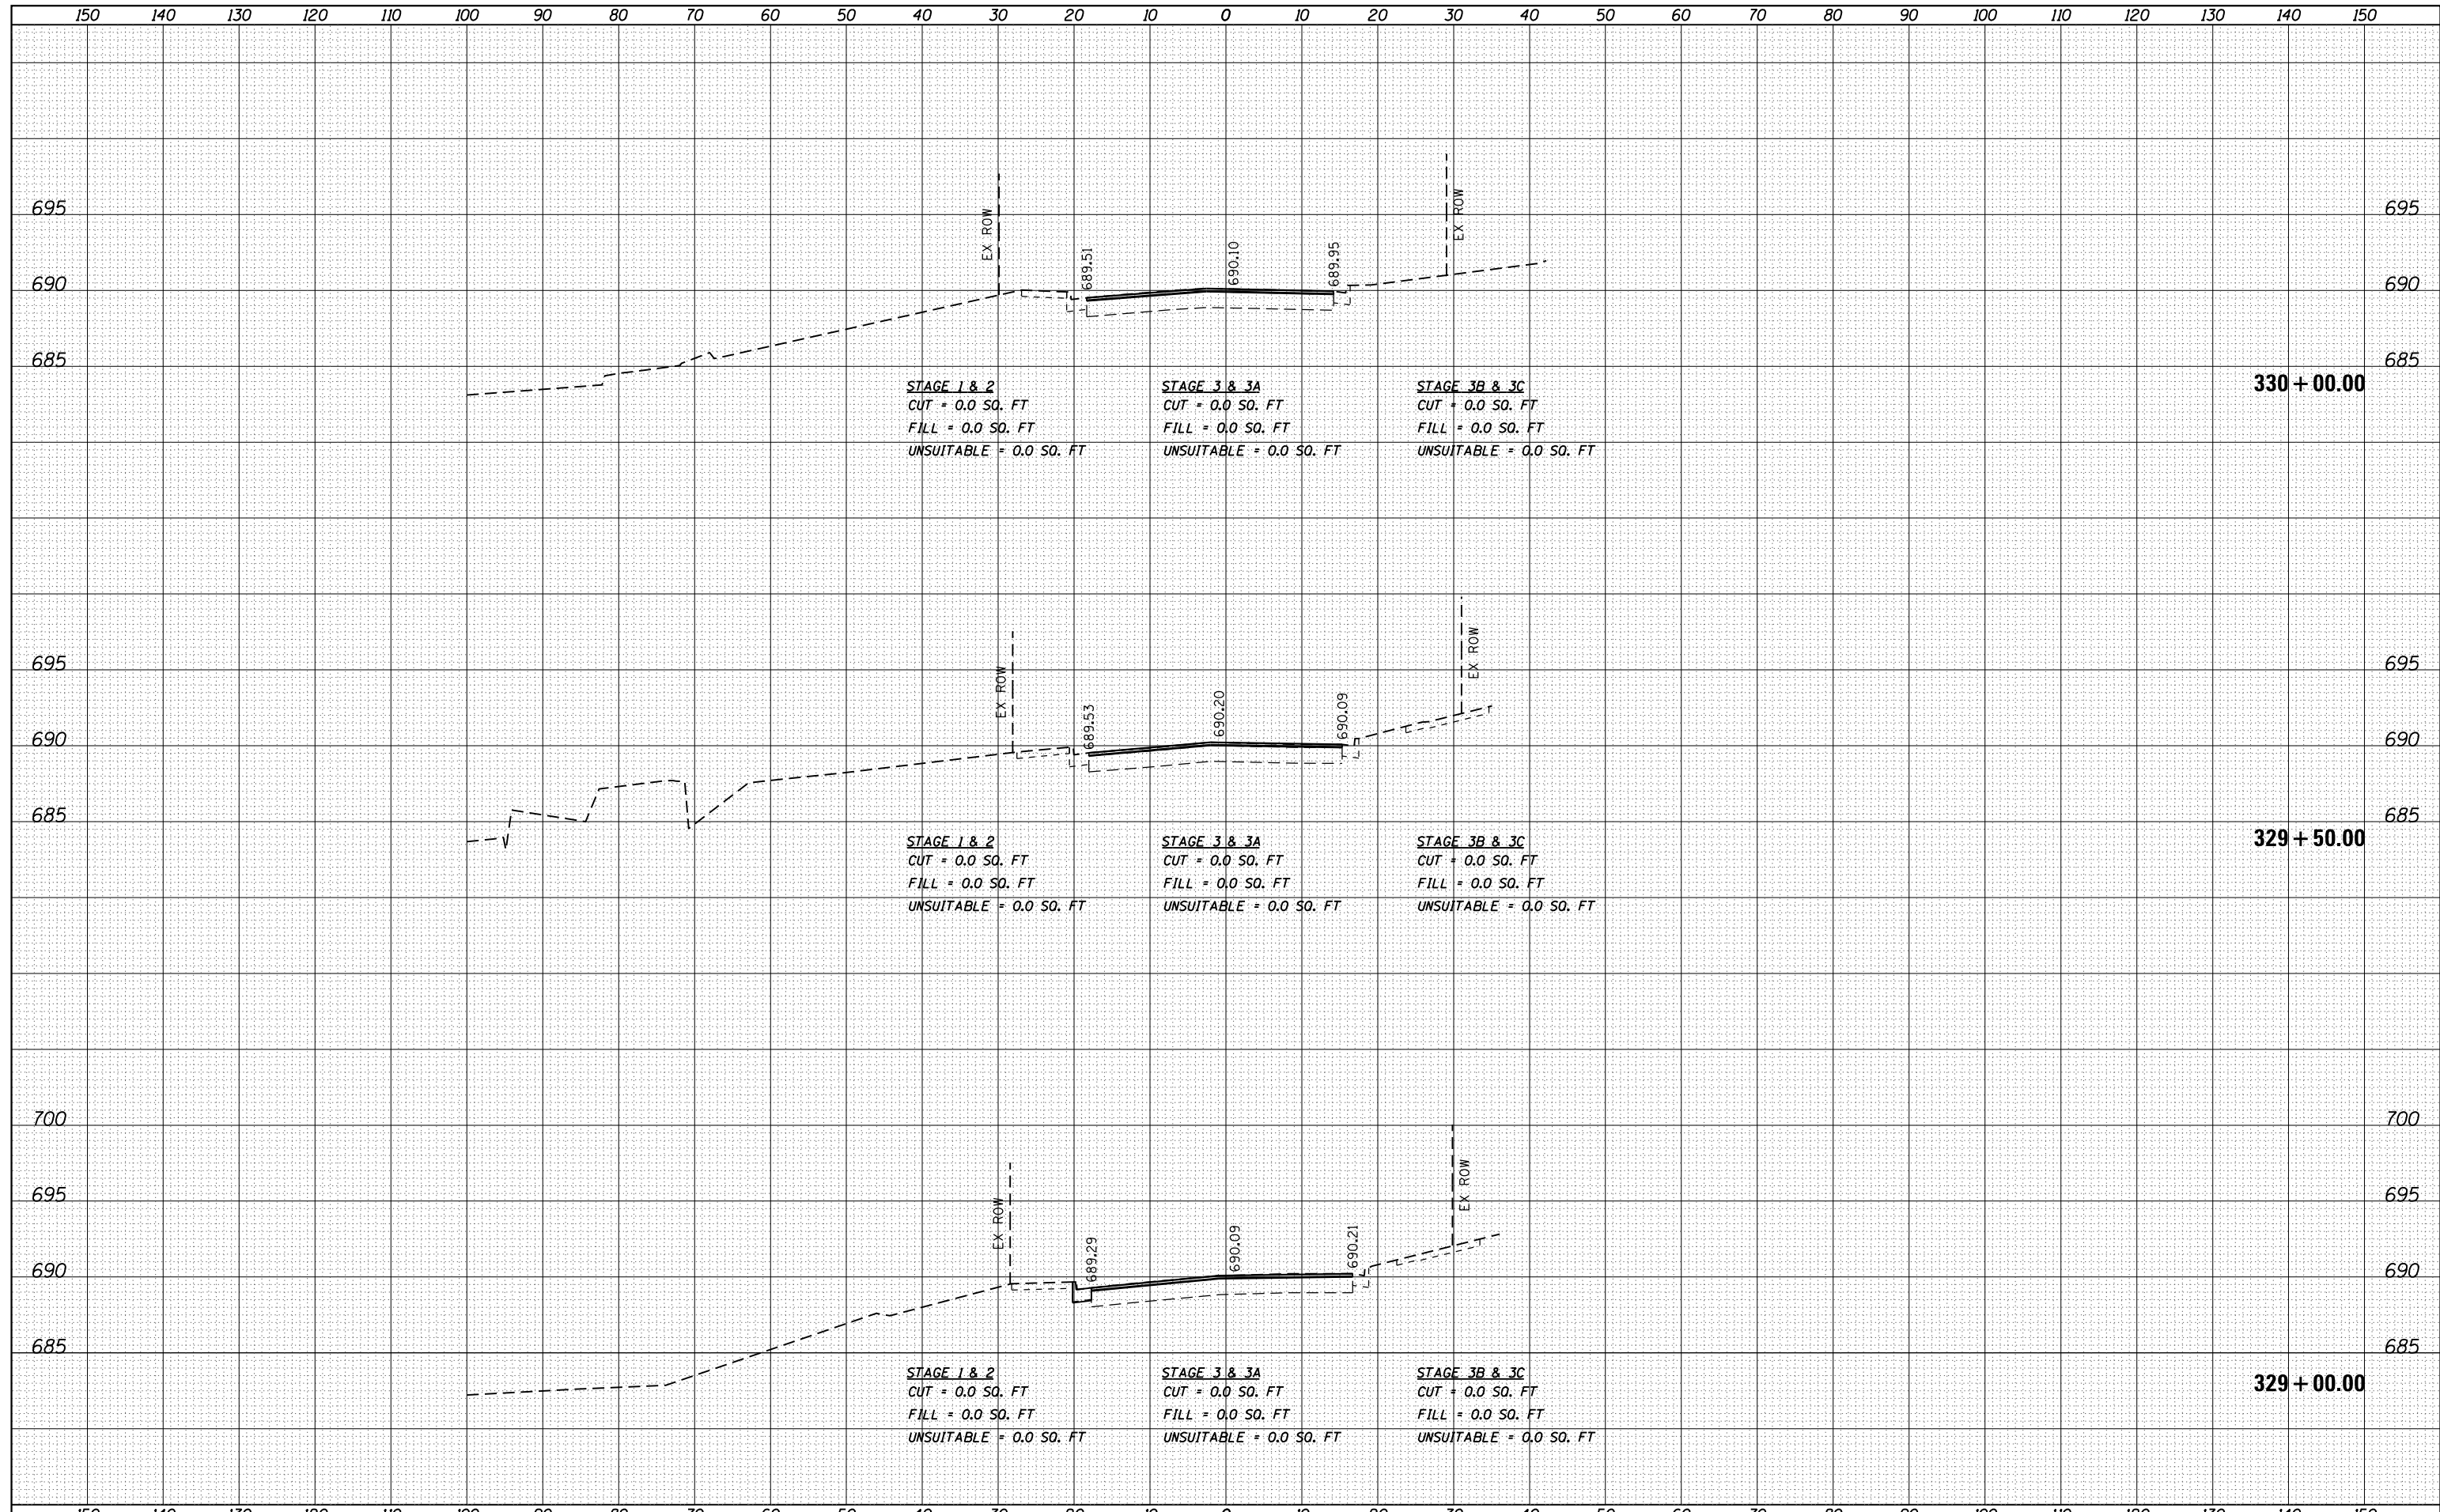 150 140 130 120 110 100 90 80 70 60 50 40 30 20 10 0 10 20 30 40 50 60 70 80 90 100 110 120 130 140 150
695 695
EX ROW
EX ROW
689.51
690.10
689.95
690 690
685 685
STAGE 1 & 2 STAGE 3 & 3A STAGE 3B & 3C 330+00.00
CUT = 0.0 SQ. FT CUT = 0.0 SQ. FT CUT = 0.0 SQ. FT
FILL = 0.0 SQ. FT FILL = 0.0 SQ. FT FILL = 0.0 SQ. FT
UNSUITABLE = 0.0 SQ. FT UNSUITABLE = 0.0 SQ. FT UNSUITABLE = 0.0 SQ. FT
695 695
EX ROW
EX ROW
689.53
690.20
690.09
690 690
685 685
STAGE 1 & 2 STAGE 3 & 3A STAGE 3B & 3C 329+50.00
CUT = 0.0 SQ. FT CUT = 0.0 SQ. FT CUT = 0.0 SQ. FT
FILL = 0.0 SQ. FT FILL = 0.0 SQ. FT FILL = 0.0 SQ. FT
UNSUITABLE = 0.0 SQ. FT UNSUITABLE = 0.0 SQ. FT UNSUITABLE = 0.0 SQ. FT
700 700
695 695
EX ROW
EX ROW
689.29
690.09
690.21
690 690
685 685
STAGE 1 & 2 STAGE 3 & 3A STAGE 3B & 3C 329+00.00
CUT = 0.0 SQ. FT CUT = 0.0 SQ. FT CUT = 0.0 SQ. FT
FILL = 0.0 SQ. FT FILL = 0.0 SQ. FT FILL = 0.0 SQ. FT
UNSUITABLE = 0.0 SQ. FT UNSUITABLE = 0.0 SQ. FT UNSUITABLE = 0.0 SQ. FT